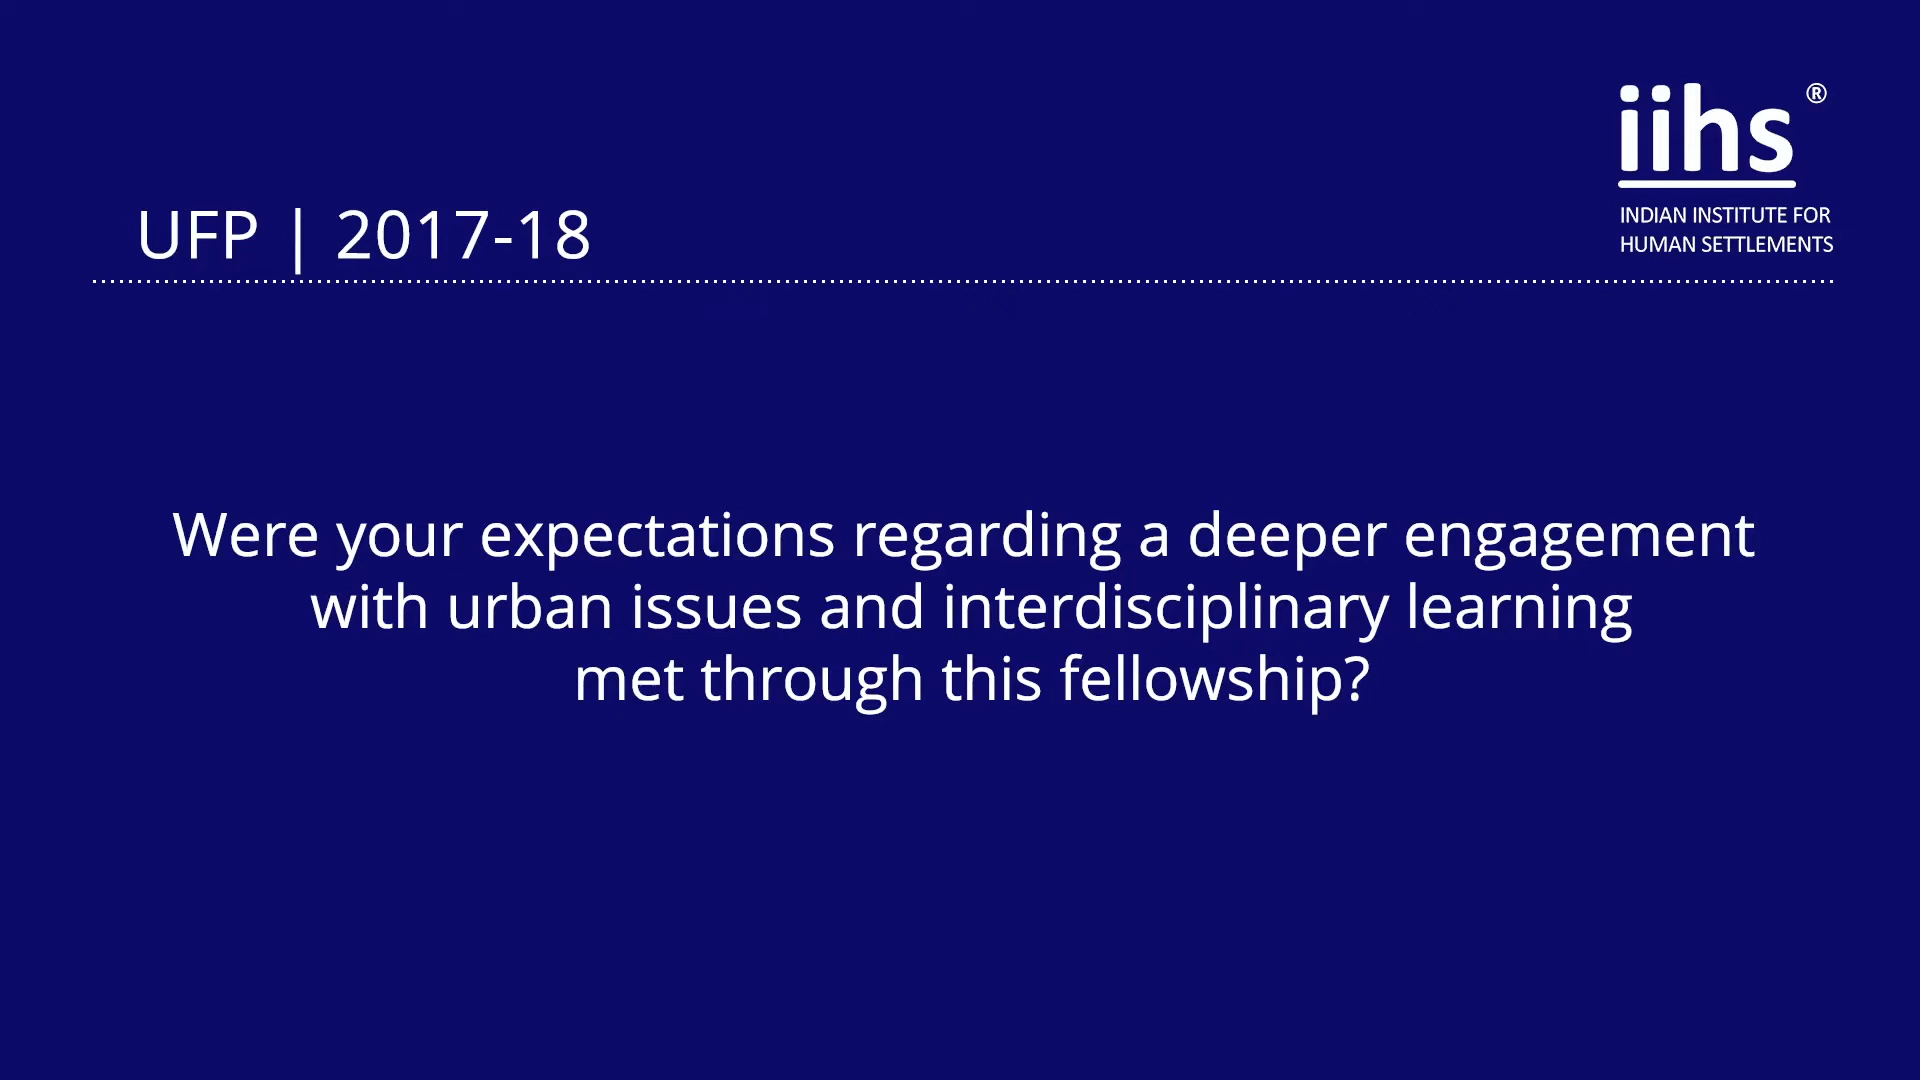 iihs ®
INDIAN INSTITUTE FOR
HUMAN SETTLEMENTS
UFP | 2017-18
Were your expectations regarding a deeper engagement
with urban issues and interdisciplinary learning
met through this fellowship?